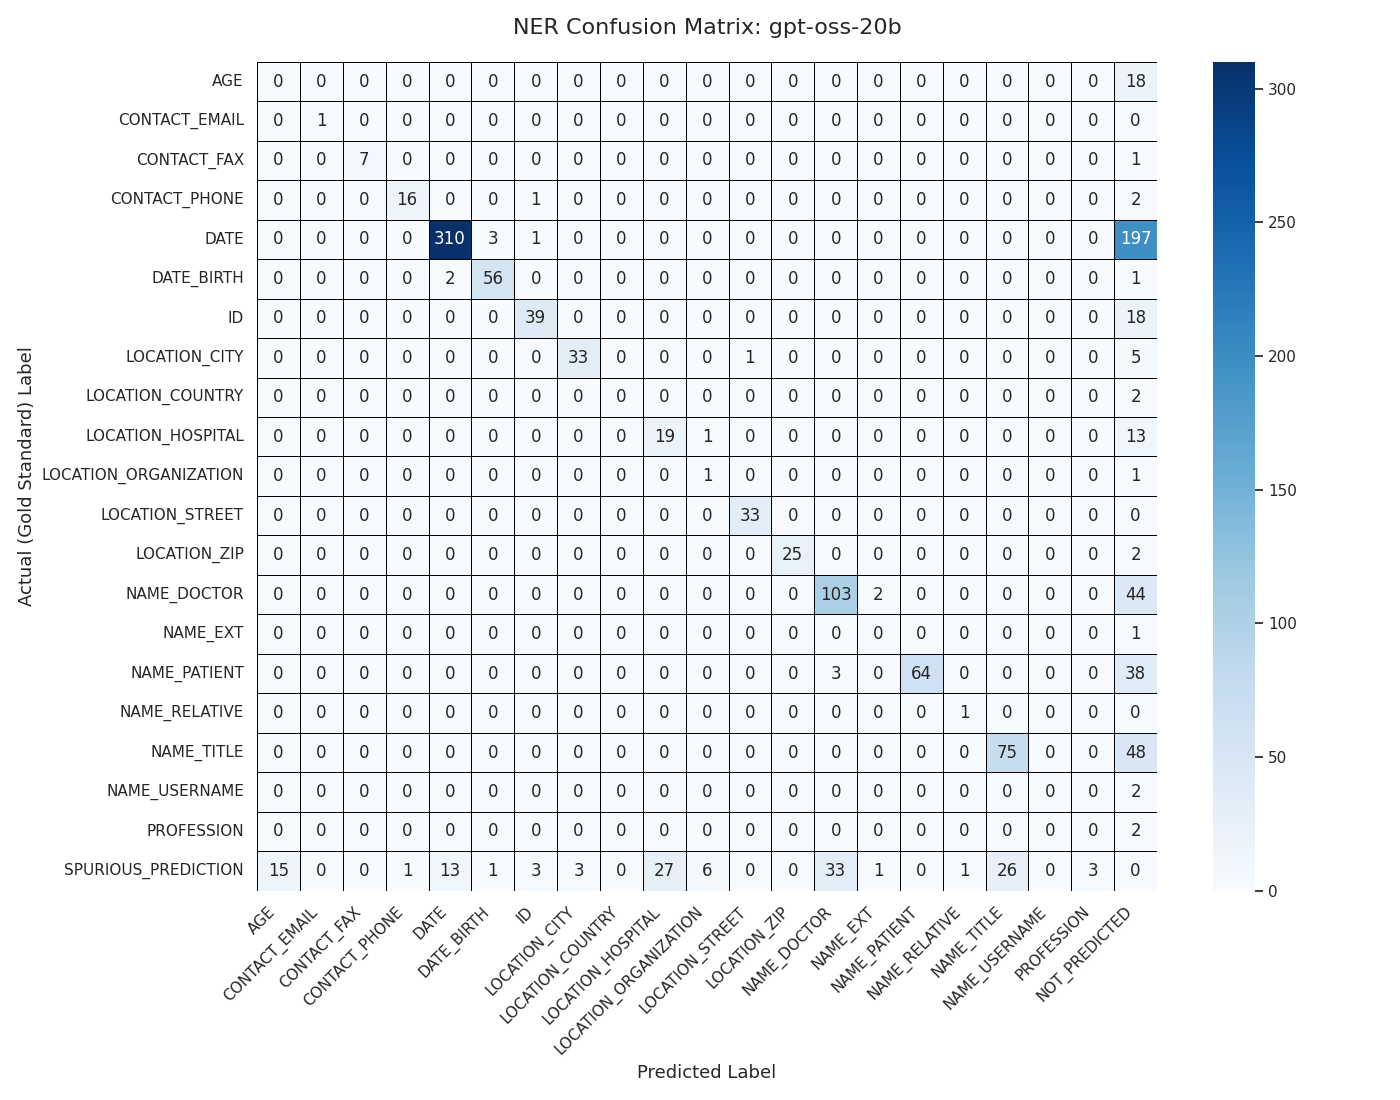 NER Confusion Matrix: gpt-oss-20b
Actual (Gold Standard) Label
AGE 0 0 0 0 0 0 0 0 0 0 0 0 0 0 0 0 0 0 0 0 18
CONTACT_EMAIL 0 1 0 0 0 0 0 0 0 0 0 0 0 0 0 0 0 0 0 0 0
CONTACT_FAX 0 0 7 0 0 0 0 0 0 0 0 0 0 0 0 0 0 0 0 0 1
CONTACT_PHONE 0 0 0 16 0 0 1 0 0 0 0 0 0 0 0 0 0 0 0 0 2
DATE 0 0 0 0 310 3 1 0 0 0 0 0 0 0 0 0 0 0 0 0 197
DATE_BIRTH 0 0 0 0 2 56 0 0 0 0 0 0 0 0 0 0 0 0 0 0 1
ID 0 0 0 0 0 0 39 0 0 0 0 0 0 0 0 0 0 0 0 0 18
LOCATION_CITY 0 0 0 0 0 0 0 33 0 0 0 1 0 0 0 0 0 0 0 0 5
LOCATION_COUNTRY 0 0 0 0 0 0 0 0 0 0 0 0 0 0 0 0 0 0 0 0 2
LOCATION_HOSPITAL 0 0 0 0 0 0 0 0 0 19 1 0 0 0 0 0 0 0 0 0 13
LOCATION_ORGANIZATION 0 0 0 0 0 0 0 0 0 0 1 0 0 0 0 0 0 0 0 0 1
LOCATION_STREET 0 0 0 0 0 0 0 0 0 0 0 33 0 0 0 0 0 0 0 0 0
LOCATION_ZIP 0 0 0 0 0 0 0 0 0 0 0 0 25 0 0 0 0 0 0 0 2
NAME_DOCTOR 0 0 0 0 0 0 0 0 0 0 0 0 0 103 2 0 0 0 0 0 44
NAME_EXT 0 0 0 0 0 0 0 0 0 0 0 0 0 0 0 0 0 0 0 0 1
NAME_PATIENT 0 0 0 0 0 0 0 0 0 0 0 0 0 3 0 64 0 0 0 0 38
NAME_RELATIVE 0 0 0 0 0 0 0 0 0 0 0 0 0 0 0 0 1 0 0 0 0
NAME_TITLE 0 0 0 0 0 0 0 0 0 0 0 0 0 0 0 0 0 75 0 0 48
NAME_USERNAME 0 0 0 0 0 0 0 0 0 0 0 0 0 0 0 0 0 0 0 0 2
PROFESSION 0 0 0 0 0 0 0 0 0 0 0 0 0 0 0 0 0 0 0 0 2
SPURIOUS_PREDICTION 15 0 0 1 13 1 3 3 0 27 6 0 0 33 1 0 1 26 0 3 0
AGE
CONTACT_EMAIL
CONTACT_FAX
CONTACT_PHONE
DATE
DATE_BIRTH
ID
LOCATION_CITY
LOCATION_COUNTRY
LOCATION_HOSPITAL
LOCATION_ORGANIZATION
LOCATION_STREET
LOCATION_ZIP
NAME_DOCTOR
NAME_EXT
NAME_PATIENT
NAME_RELATIVE
NAME_TITLE
NAME_USERNAME
PROFESSION
NOT_PREDICTED
Predicted Label
300
250
200
150
100
50
0